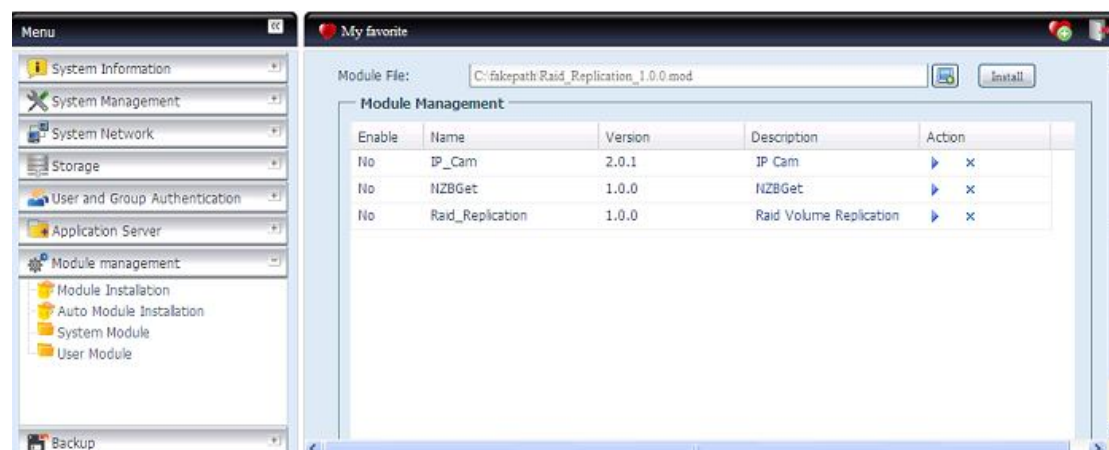 Menu
System Information
System Management
System Network
Storage
User and Group Authentication
Application Server
Module management
Module Installation
Auto Module Installation
System Module
User Module
Backup
My favorite
Module File: C:\fakepath\Raid_Replication_1.0.0.mod Install
Module Management
Enable Name Version Description Action
No IP_Cam 2.0.1 IP Cam
No NZBGet 1.0.0 NZBGet
No Raid_Replication 1.0.0 Raid Volume Replication